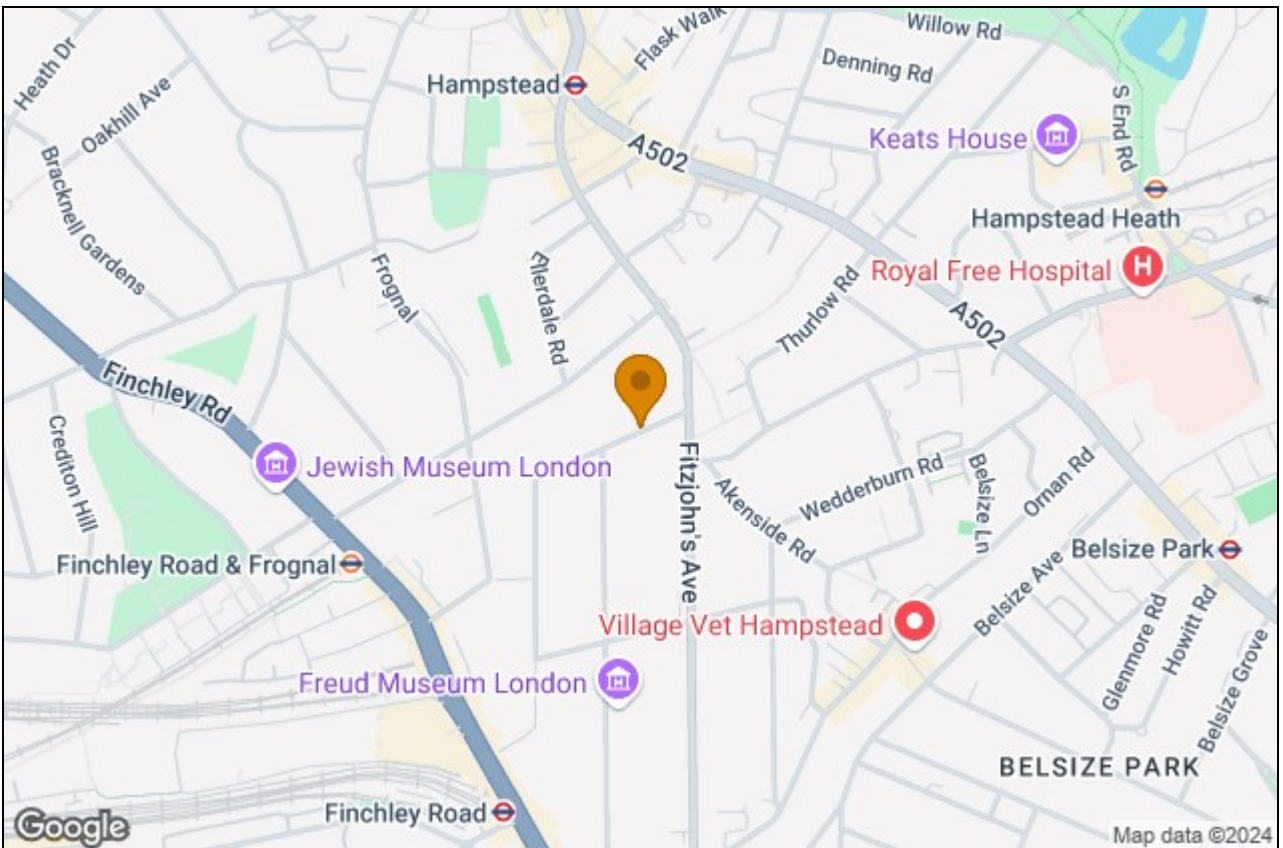 Willow Rd
Flask Walk
Heath Dr
Denning Rd
Hampstead
Oakhill Ave
S End Rd
Keats House
A502
Bracknell Gardens
Hampstead Heath
Royal Free Hospital
H
Frognal
Ellerdale Rd
Thurlow Rd
A502
Finchley Rd
Crediton Hill
Jewish Museum London
Fitzjohn's Ave
Akenside Rd
Wedderburn Rd
Belsize Ln
Ornan Rd
Finchley Road & Frognal
Belsize Park
Belsize Ave
Village Vet Hampstead
Glenmore Rd
Howitt Rd
Belsize Grove
Freud Museum London
BELSIZE PARK
Finchley Road
Google
Map data ©2024